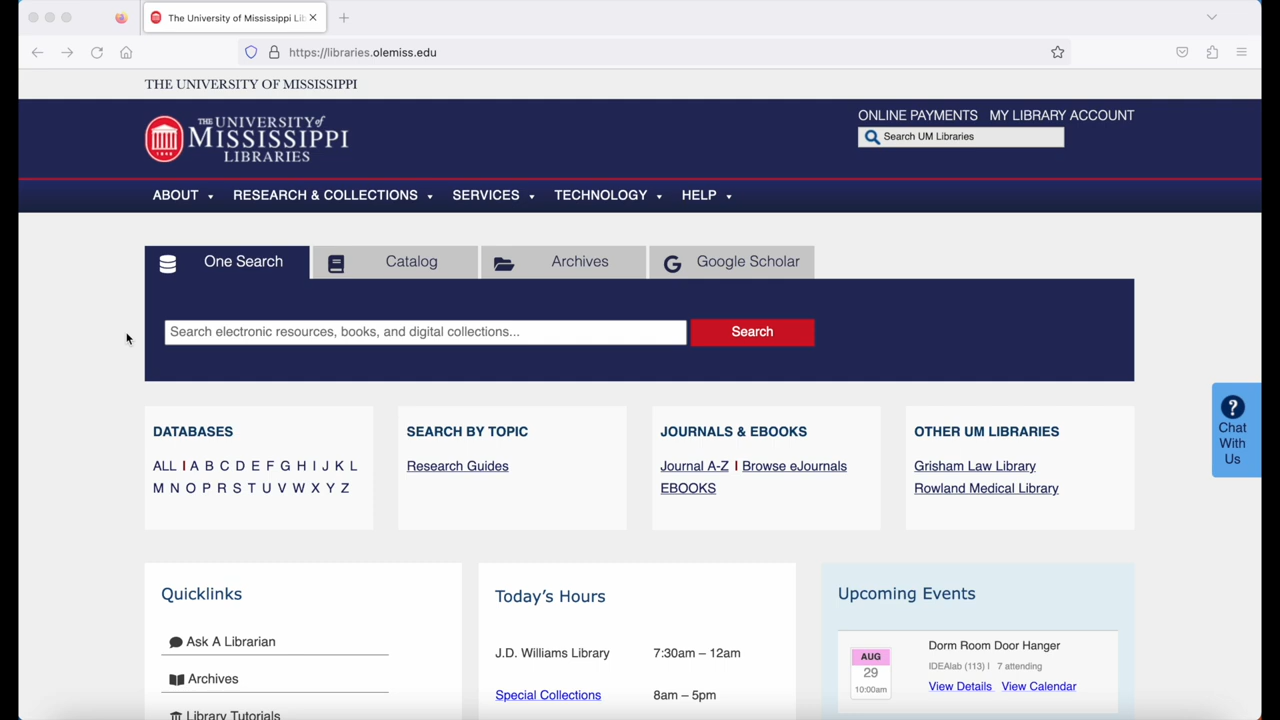 The University of Mississippi Lib
https://libraries.olemiss.edu
THE UNIVERSITY OF MISSISSIPPI
THE UNIVERSITY of
MISSISSIPPI
LIBRARIES
1848
ONLINE PAYMENTS MY LIBRARY ACCOUNT
Search UM Libraries
ABOUT RESEARCH & COLLECTIONS SERVICES TECHNOLOGY HELP
One Search Catalog Archives Google Scholar
Search electronic resources, books, and digital collections...
Search
DATABASES
ALL | A B C D E F G H I J K L
M N O P R S T U V W X Y Z
SEARCH BY TOPIC
Research Guides
JOURNALS & EBOOKS
Journal A-Z | Browse eJournals
EBOOKS
OTHER UM LIBRARIES
Grisham Law Library
Rowland Medical Library
? Chat
With
Us
Quicklinks
Ask A Librarian
Archives
Library Tutorials
Today's Hours
J.D. Williams Library 7:30am – 12am
Special Collections 8am – 5pm
Upcoming Events
AUG
29
10:00am
Dorm Room Door Hanger
IDEAlab (113) | 7 attending
View Details View Calendar